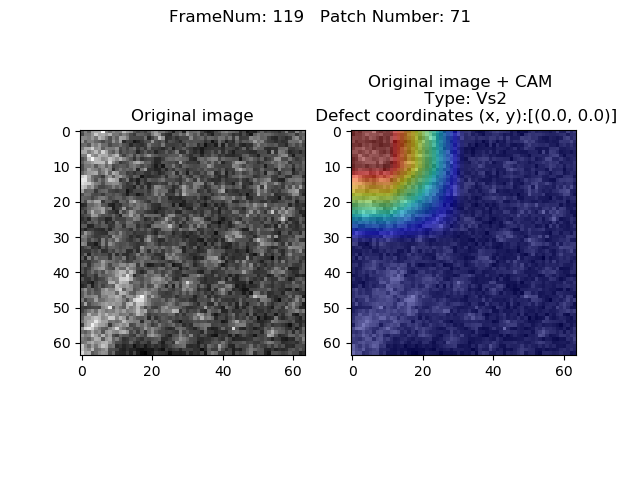 FrameNum: 119   Patch Number: 71
Original image
Original image + CAM
Type: Vs2
Defect coordinates (x, y):[(0.0, 0.0)]
0
10
20
30
40
50
60
0 20 40 60
0
10
20
30
40
50
60
0 20 40 60